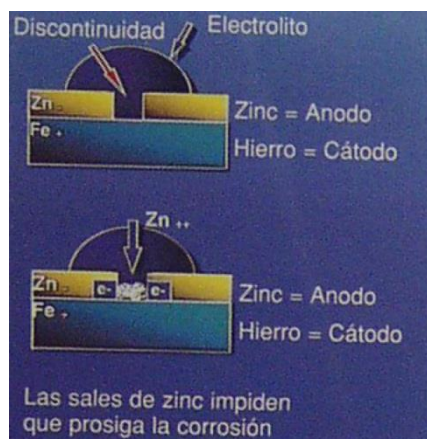 Discontinuidad Electrolito
Zn -
Fe +
Zinc = Anodo
Hierro = Cátodo
Zn ++
Zn -
e- e-
Fe +
Zinc = Anodo
Hierro = Cátodo
Las sales de zinc impiden
que prosiga la corrosión